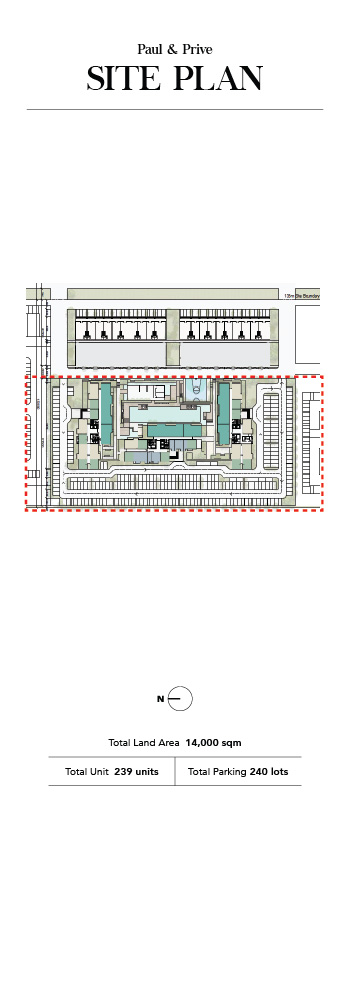 Paul & Prive
SITE PLAN
Site Boundary
N
Total Land Area 14,000 sqm
Total Unit 239 units
Total Parking 240 lots